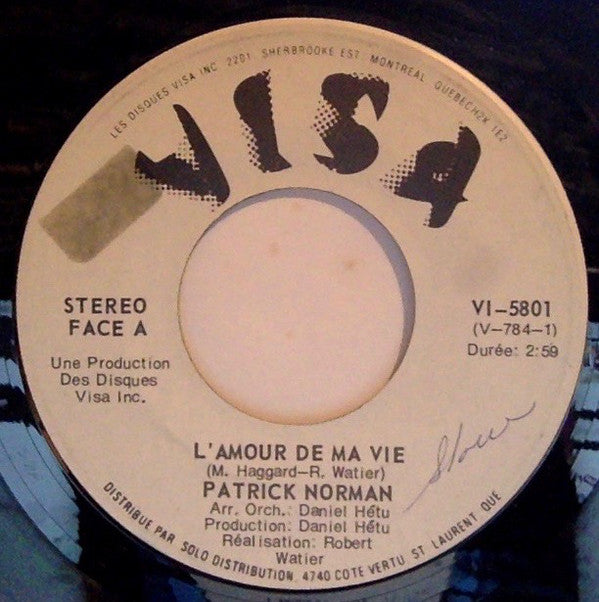 LES DISQUES VISA INC. 2201 SHERBROOKE EST. MONTREAL QUEBEC H2K 1E2
VISA
STEREO
FACE A
Une Production
Des Disques
Visa Inc.
VI-5801
(V-784-1)
Durée: 2:59
L'AMOUR DE MA VIE
(M. Haggard-R. Watier)
PATRICK NORMAN
Arr. Orch.: Daniel Hétu
Production: Daniel Hétu
Réalisation: Robert
Watier
Slow
DISTRIBUE PAR SOLO DISTRIBUTION, 4740 COTE VERTU ST LAURENT QUE